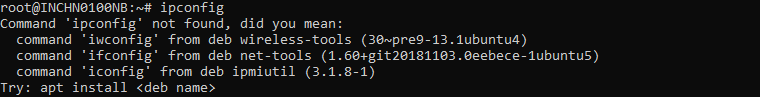 root@INCHN0100NB:~# ipconfig
Command 'ipconfig' not found, did you mean:
  command 'iwconfig' from deb wireless-tools (30~pre9-13.1ubuntu4)
  command 'ifconfig' from deb net-tools (1.60+git20181103.0eebece-1ubuntu5)
  command 'iconfig' from deb ipmiutil (3.1.8-1)
Try: apt install <deb name>